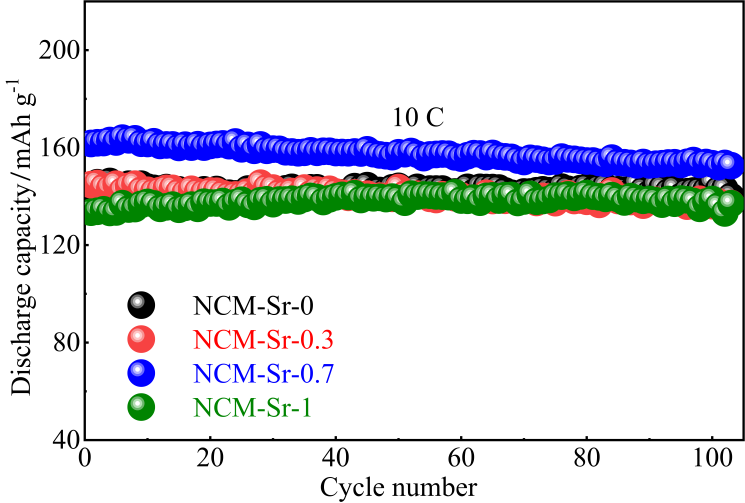 Discharge capacity/mAh g⁻¹
200
160
120
80
40
10 C
NCM-Sr-0
NCM-Sr-0.3
NCM-Sr-0.7
NCM-Sr-1
0 20 40 60 80 100
Cycle number